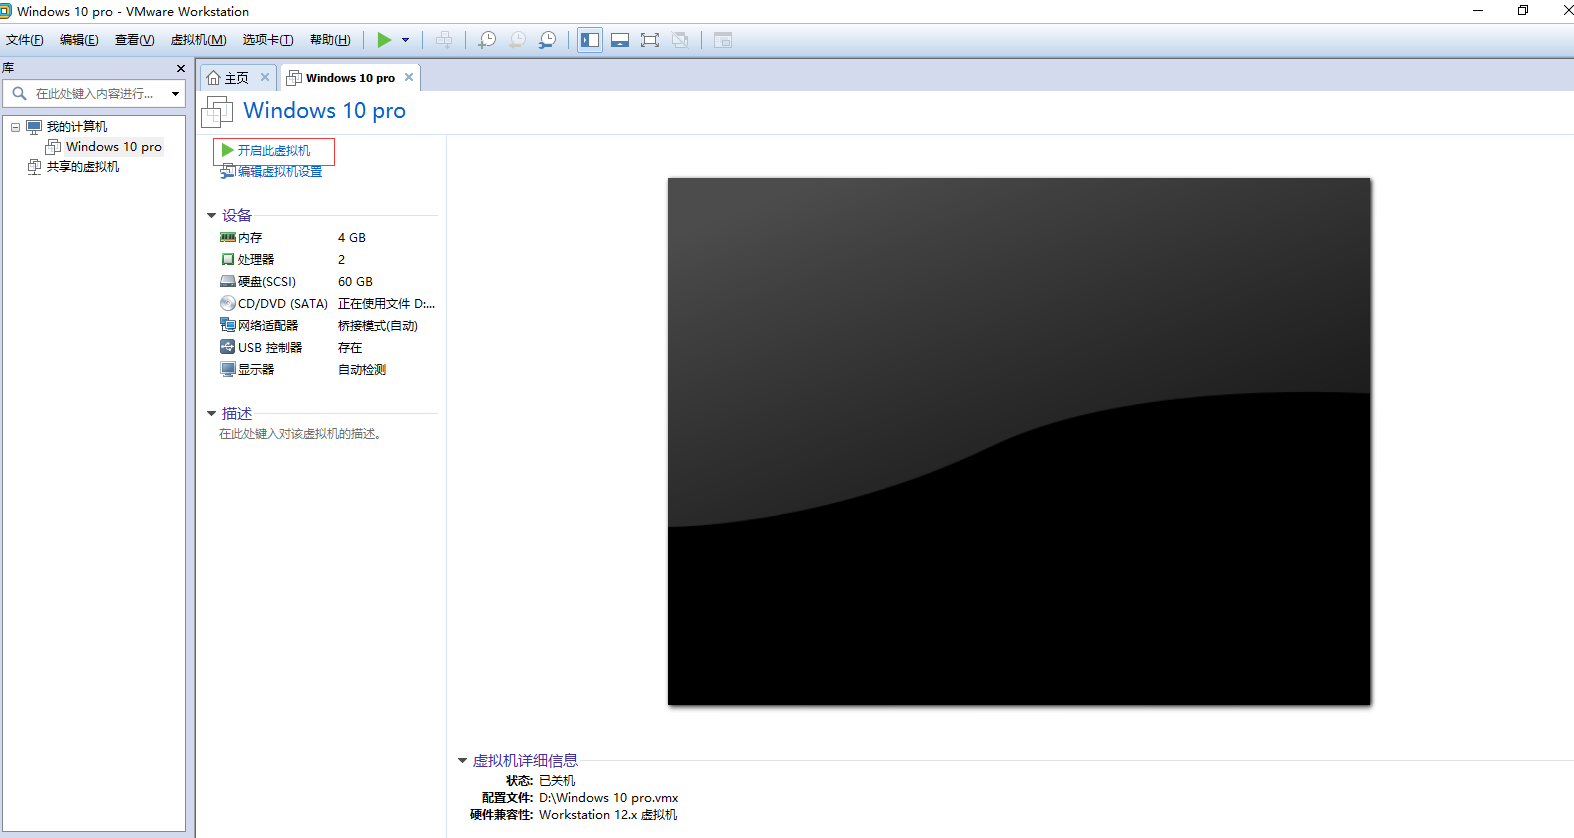 Windows 10 pro - VMware Workstation
文件(F) 编辑(E) 查看(V) 虚拟机(M) 选项卡(T) 帮助(H)
库
在此处键入内容进行...
我的计算机
Windows 10 pro
共享的虚拟机
主页
Windows 10 pro
Windows 10 pro
开启此虚拟机
编辑虚拟机设置
设备
内存 4 GB
处理器 2
硬盘(SCSI) 60 GB
CD/DVD (SATA) 正在使用文件 D:...
网络适配器 桥接模式(自动)
USB 控制器 存在
显示器 自动检测
描述
在此处键入对该虚拟机的描述。
虚拟机详细信息
状态: 已关机
配置文件: D:\Windows 10 pro.vmx
硬件兼容性: Workstation 12.x 虚拟机